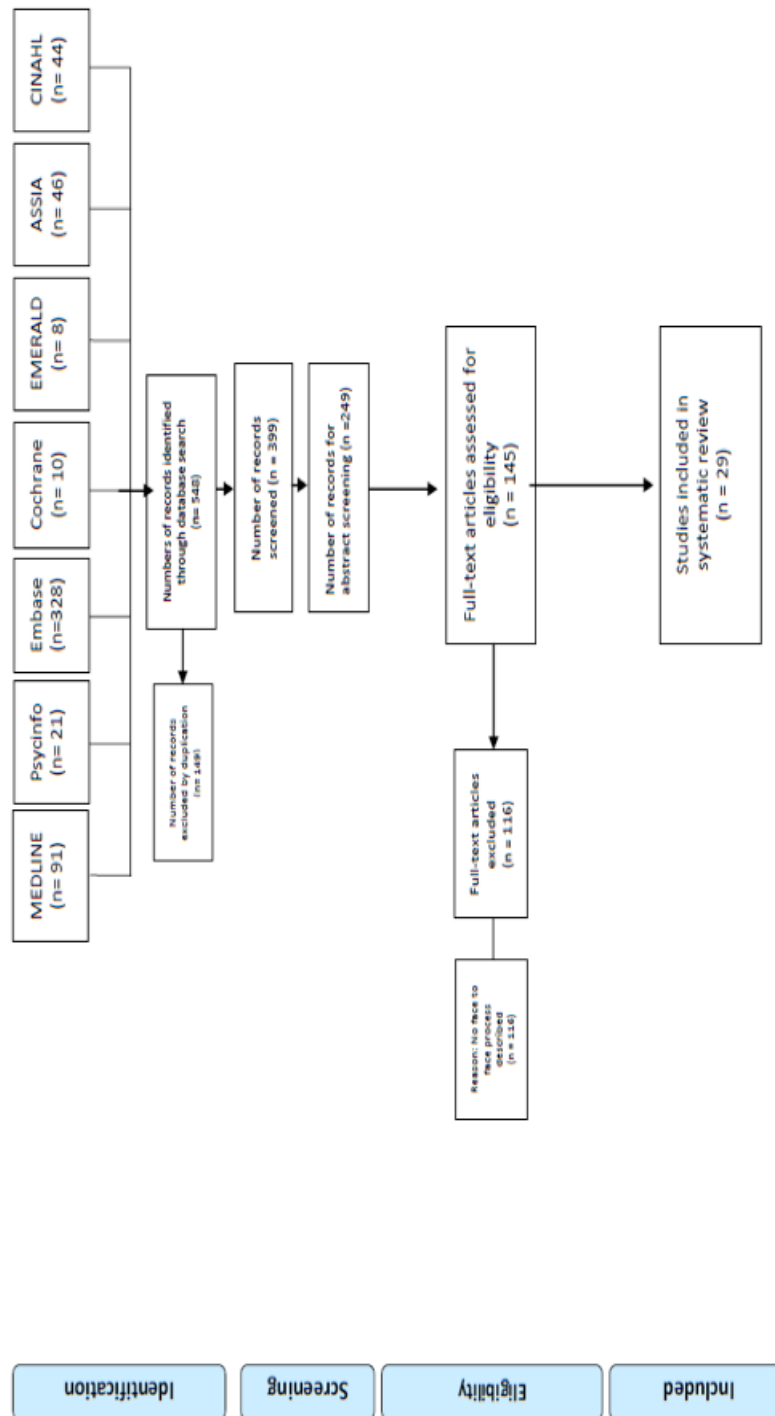 MEDLINE
(n= 91)
Psycinfo
(n= 21)
Embase
(n=328)
Cochrane
(n= 10)
EMERALD
(n= 8)
ASSIA
(n= 46)
CINAHL
(n= 44)
Numbers of records identified
through database search
(n= 548)
Number of records
excluded by duplication
(n= 149)
Number of records
screened (n = 399)
Number of records for
abstract screening (n =249)
Full-text articles assessed for
eligibility
(n = 145)
Full-text articles
excluded
(n = 116)
Reason: No face to
face process
described
(n = 116)
Studies included in
systematic review
(n = 29)
Identification
Screening
Eligibility
Included